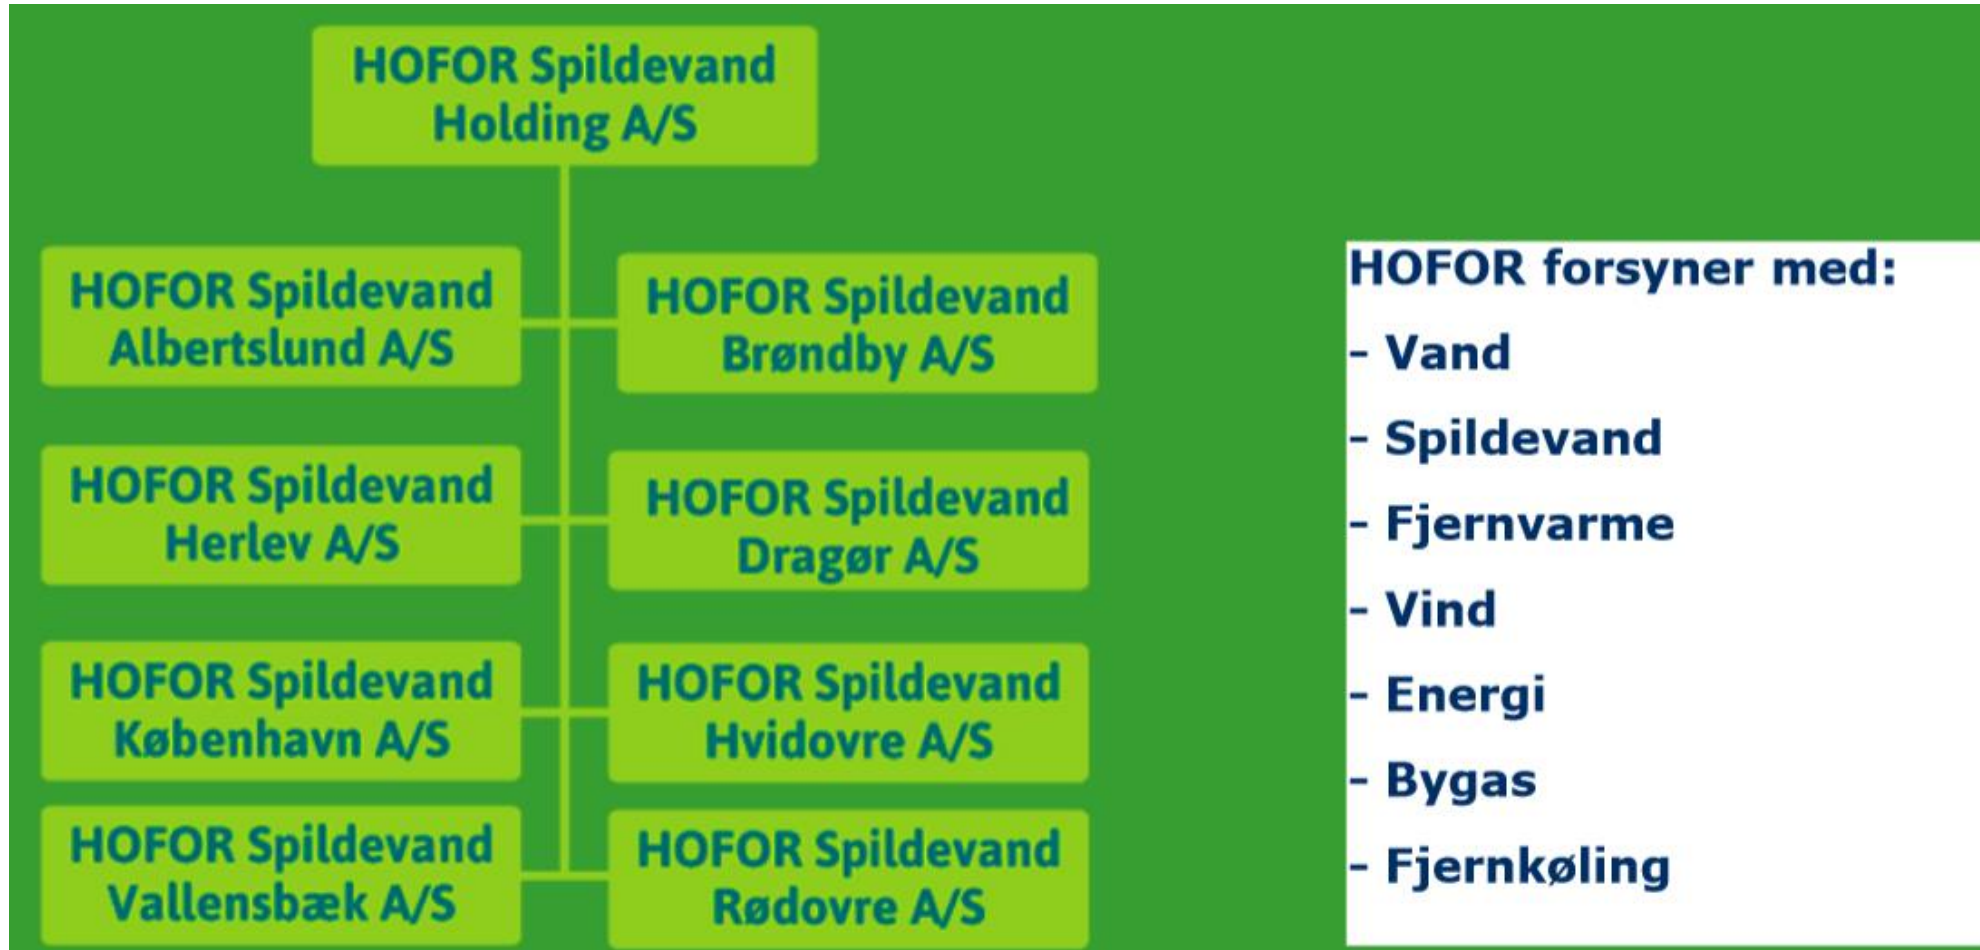 HOFOR Spildevand
Holding A/S
HOFOR Spildevand
Albertslund A/S
HOFOR Spildevand
Brøndby A/S
HOFOR Spildevand
Herlev A/S
HOFOR Spildevand
Dragør A/S
HOFOR Spildevand
København A/S
HOFOR Spildevand
Hvidovre A/S
HOFOR Spildevand
Vallensbæk A/S
HOFOR Spildevand
Rødovre A/S
HOFOR forsyner med:
- Vand
- Spildevand
- Fjernvarme
- Vind
- Energi
- Bygas
- Fjernkøling